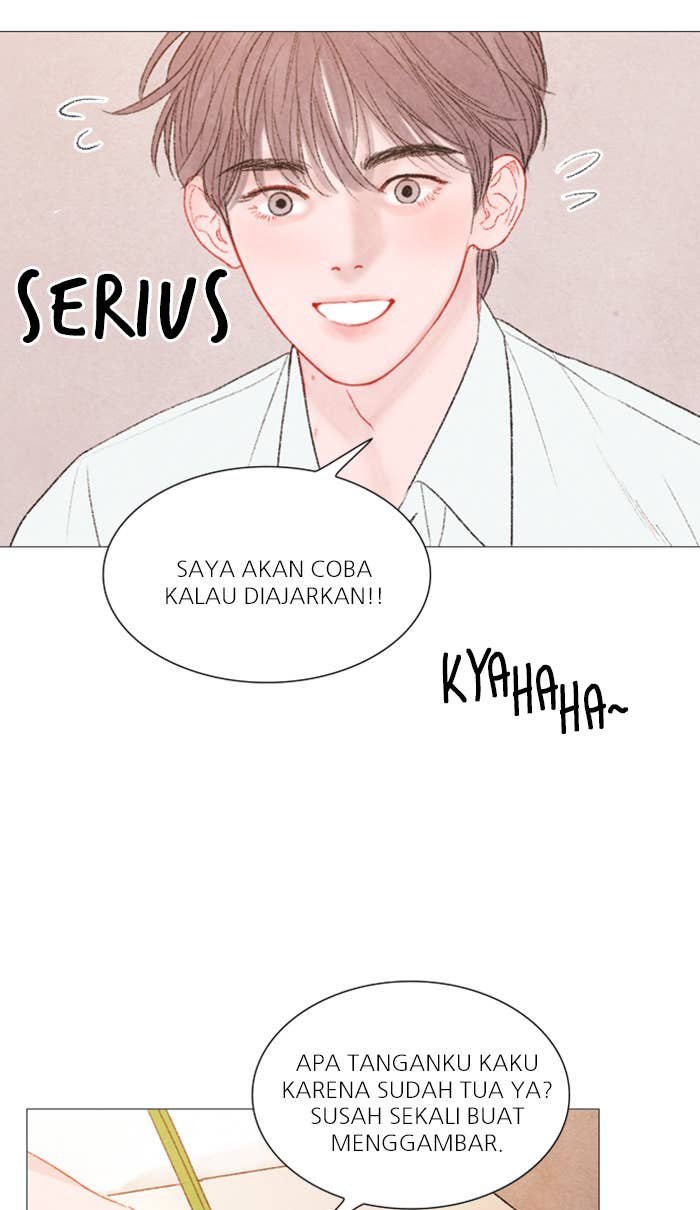 SERIUS
SAYA AKAN COBA
KALAU DIAJARKAN!!
KYAHAHA~
APA TANGANKU KAKU
KARENA SUDAH TUA YA?
SUSAH SEKALI BUAT
MENGGAMBAR.